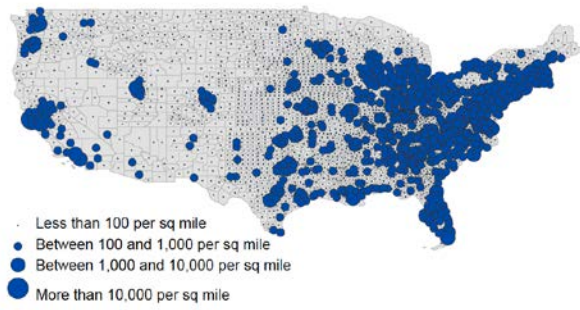 Less than 100 per sq mile
Between 100 and 1,000 per sq mile
Between 1,000 and 10,000 per sq mile
More than 10,000 per sq mile